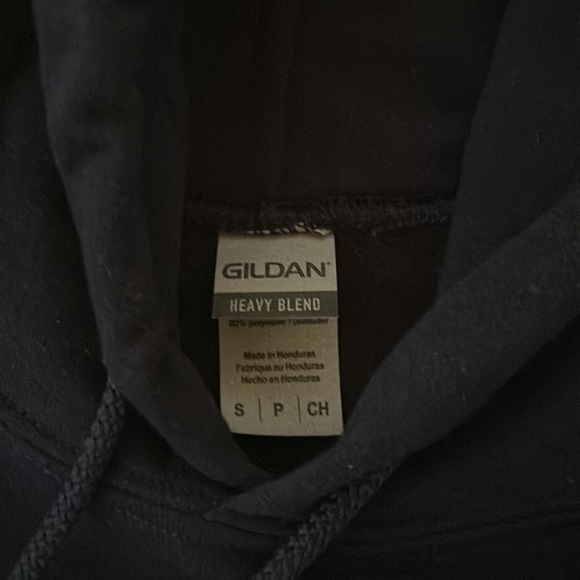 GILDAN®
HEAVY BLEND
Made in Honduras
Fabriqué au Honduras
Hecho en Honduras
S | P | CH